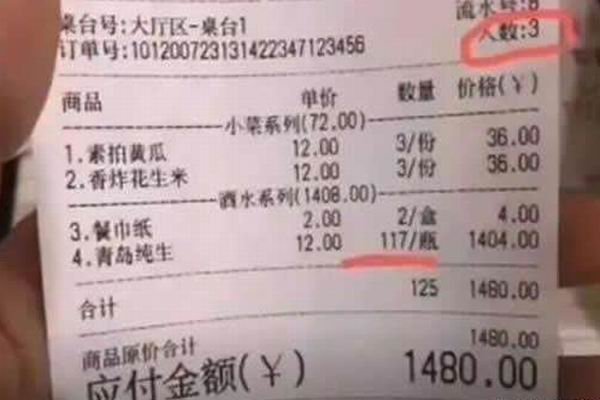 流水号:8
桌台号:大厅区-桌台1
人数:3
订单号:101200723131422347123456
商品 单价 数量 价格(¥)
小菜系列(72.00)
1.素拍黄瓜 12.00 3/份 36.00
2.香炸花生米 12.00 3/份 36.00
酒水系列(1408.00)
3.餐巾纸 2.00 2/盒 4.00
4.青岛纯生 12.00 117/瓶 1404.00
合计 125 1480.00
商品原价合计 1480.00
应付金额(¥) 1480.00